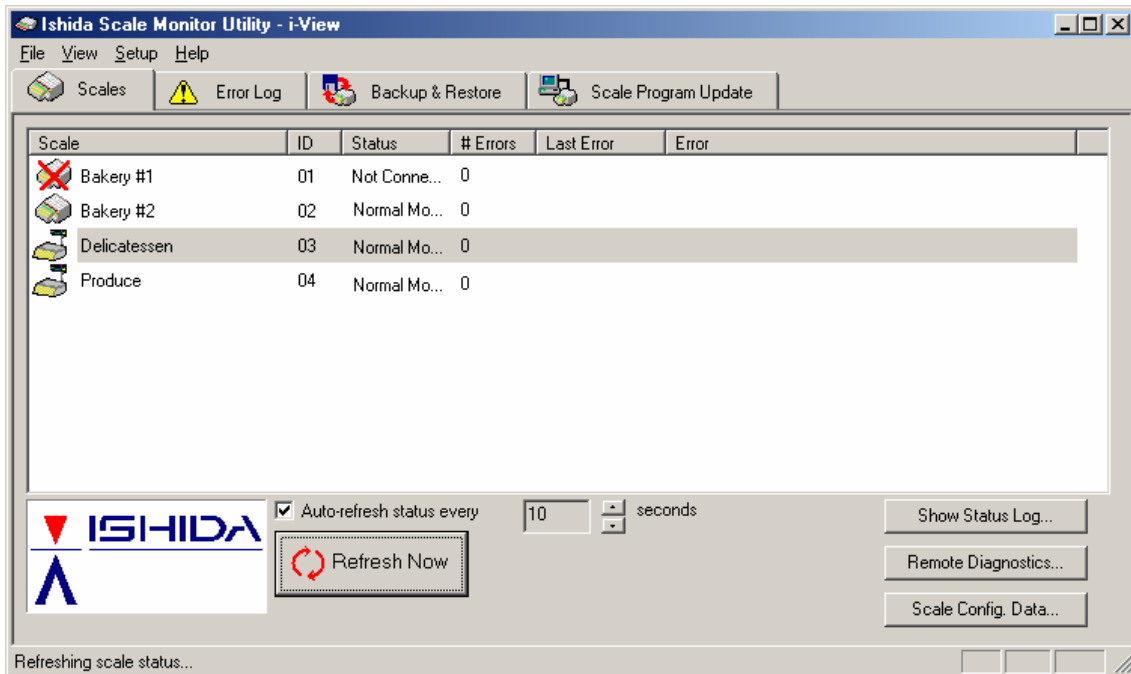 Ishida Scale Monitor Utility - i-View
File View Setup Help
Scales Error Log Backup & Restore Scale Program Update
Scale ID Status # Errors Last Error Error
Bakery #1 01 Not Conne... 0
Bakery #2 02 Normal Mo... 0
Delicatessen 03 Normal Mo... 0
Produce 04 Normal Mo... 0
ISHIDA
Auto-refresh status every 10 seconds
Refresh Now
Show Status Log...
Remote Diagnostics...
Scale Config. Data...
Refreshing scale status...